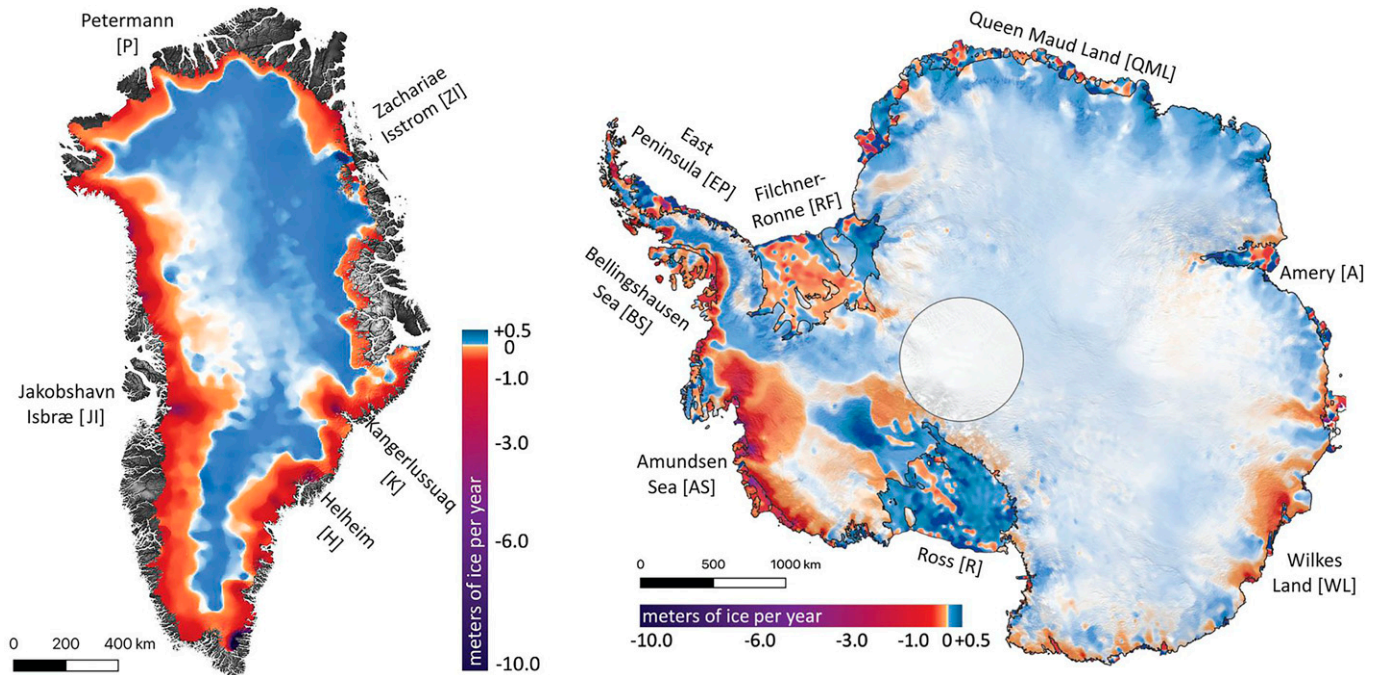 Petermann
[P]
Zachariae
Isstrom [ZI]
Jakobshavn
Isbræ [JI]
Kangerlussuaq
[K]
Helheim
[H]
0 200 400 km
+0.5
0
-1.0
-3.0
-6.0
-10.0
meters of ice per year
Queen Maud Land [QML]
East
Peninsula [EP]
Filchner-
Ronne [RF]
Bellingshausen
Sea [BS]
Amery [A]
Amundsen
Sea [AS]
Ross [R]
Wilkes
Land [WL]
0 500 1000 km
meters of ice per year
-10.0 -6.0 -3.0 -1.0 0 +0.5